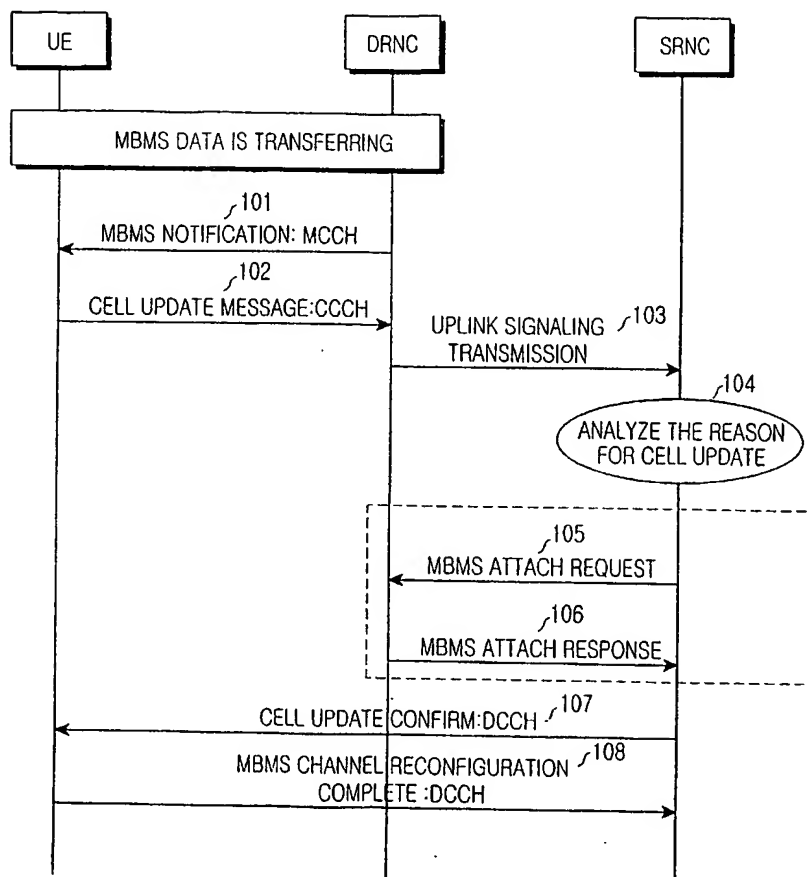 UE
DRNC
SRNC
MBMS DATA IS TRANSFERRING
101
MBMS NOTIFICATION: MCCH
102
CELL UPDATE MESSAGE:CCCH
UPLINK SIGNALING
TRANSMISSION
103
104
ANALYZE THE REASON
FOR CELL UPDATE
105
MBMS ATTACH REQUEST
106
MBMS ATTACH RESPONSE
CELL UPDATE CONFIRM:DCCH
107
MBMS CHANNEL RECONFIGURATION
COMPLETE :DCCH
108